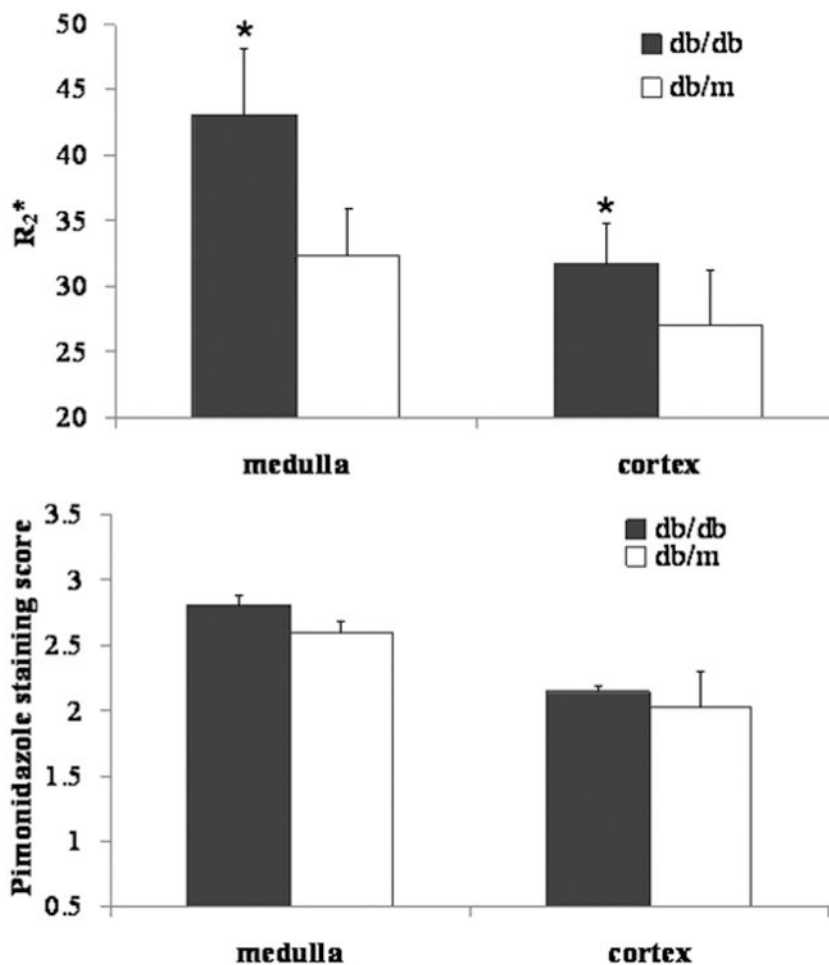 50
45
40
35
30
25
20
R₂*
*
*
db/db
db/m
medulla cortex
3.5
3
2.5
2
1.5
1
0.5
Pimonidazole staining score
db/db
db/m
medulla cortex